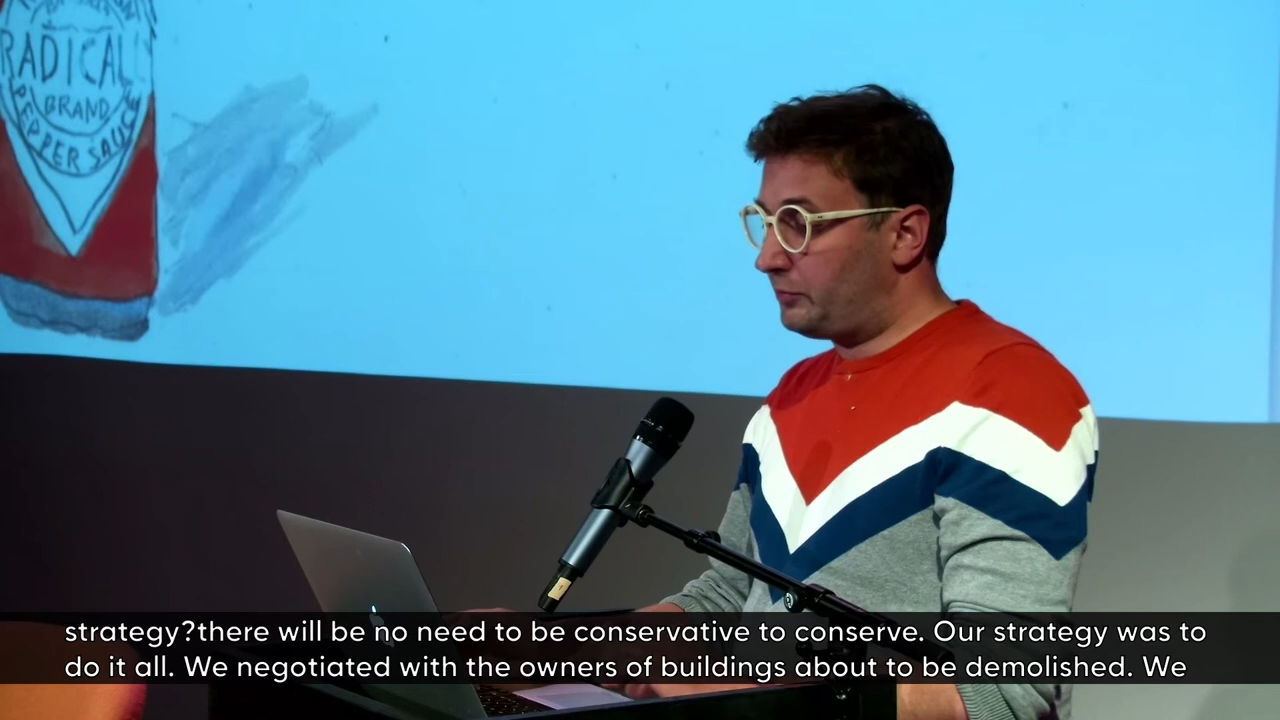 RADICAL
BRAND
PEPPER SAUCE
strategy?there will be no need to be conservative to conserve. Our strategy was to
do it all. We negotiated with the owners of buildings about to be demolished. We